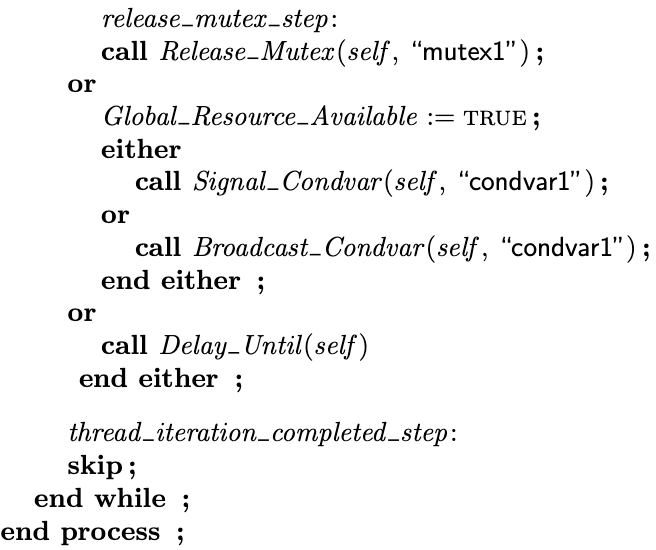 release_mutex_step:
call Release_Mutex(self, “mutex1”);
or
Global_Resource_Available := TRUE;
either
call Signal_Condvar(self, “condvar1”);
or
call Broadcast_Condvar(self, “condvar1”);
end either ;
or
call Delay_Until(self)
end either ;
thread_iteration_completed_step:
skip;
end while ;
end process ;